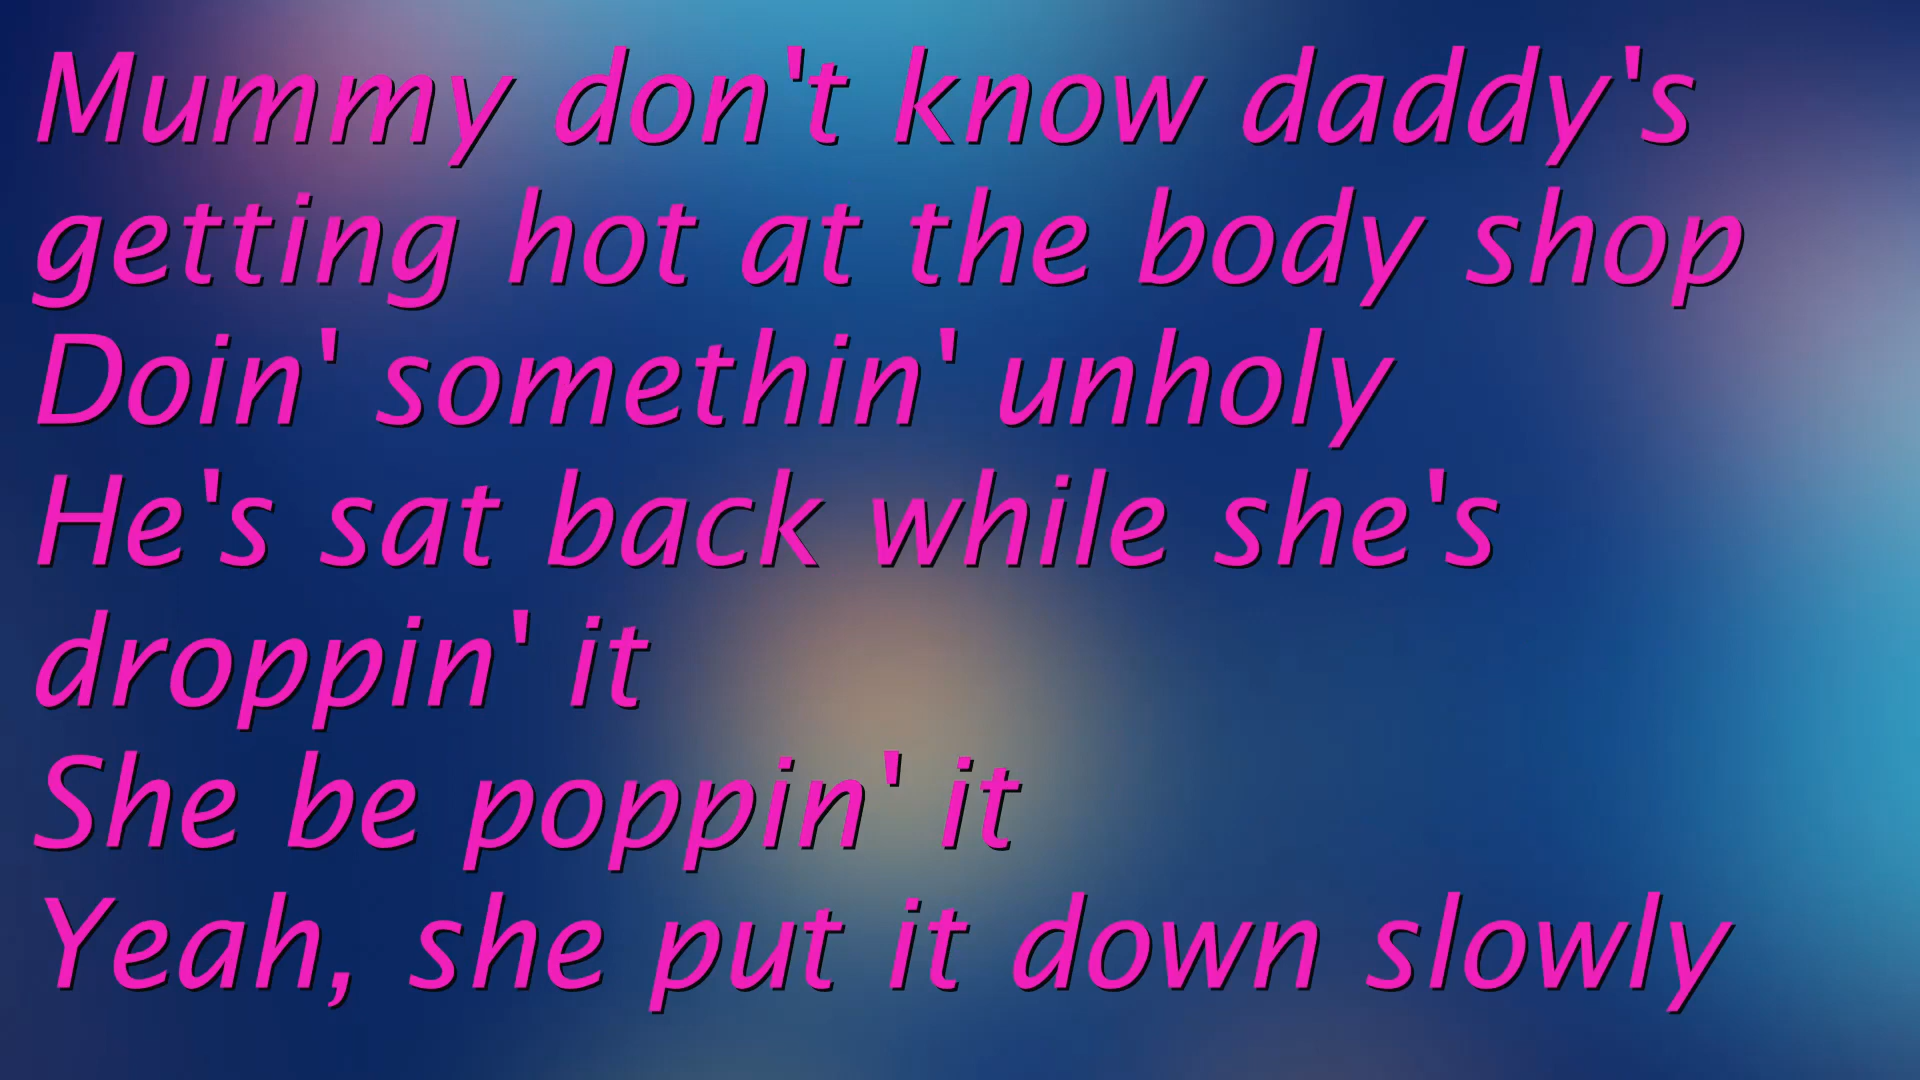 Mummy don't know daddy's
getting hot at the body shop
Doin' somethin' unholy
He's sat back while she's
droppin' it
She be poppin' it
Yeah, she put it down slowly